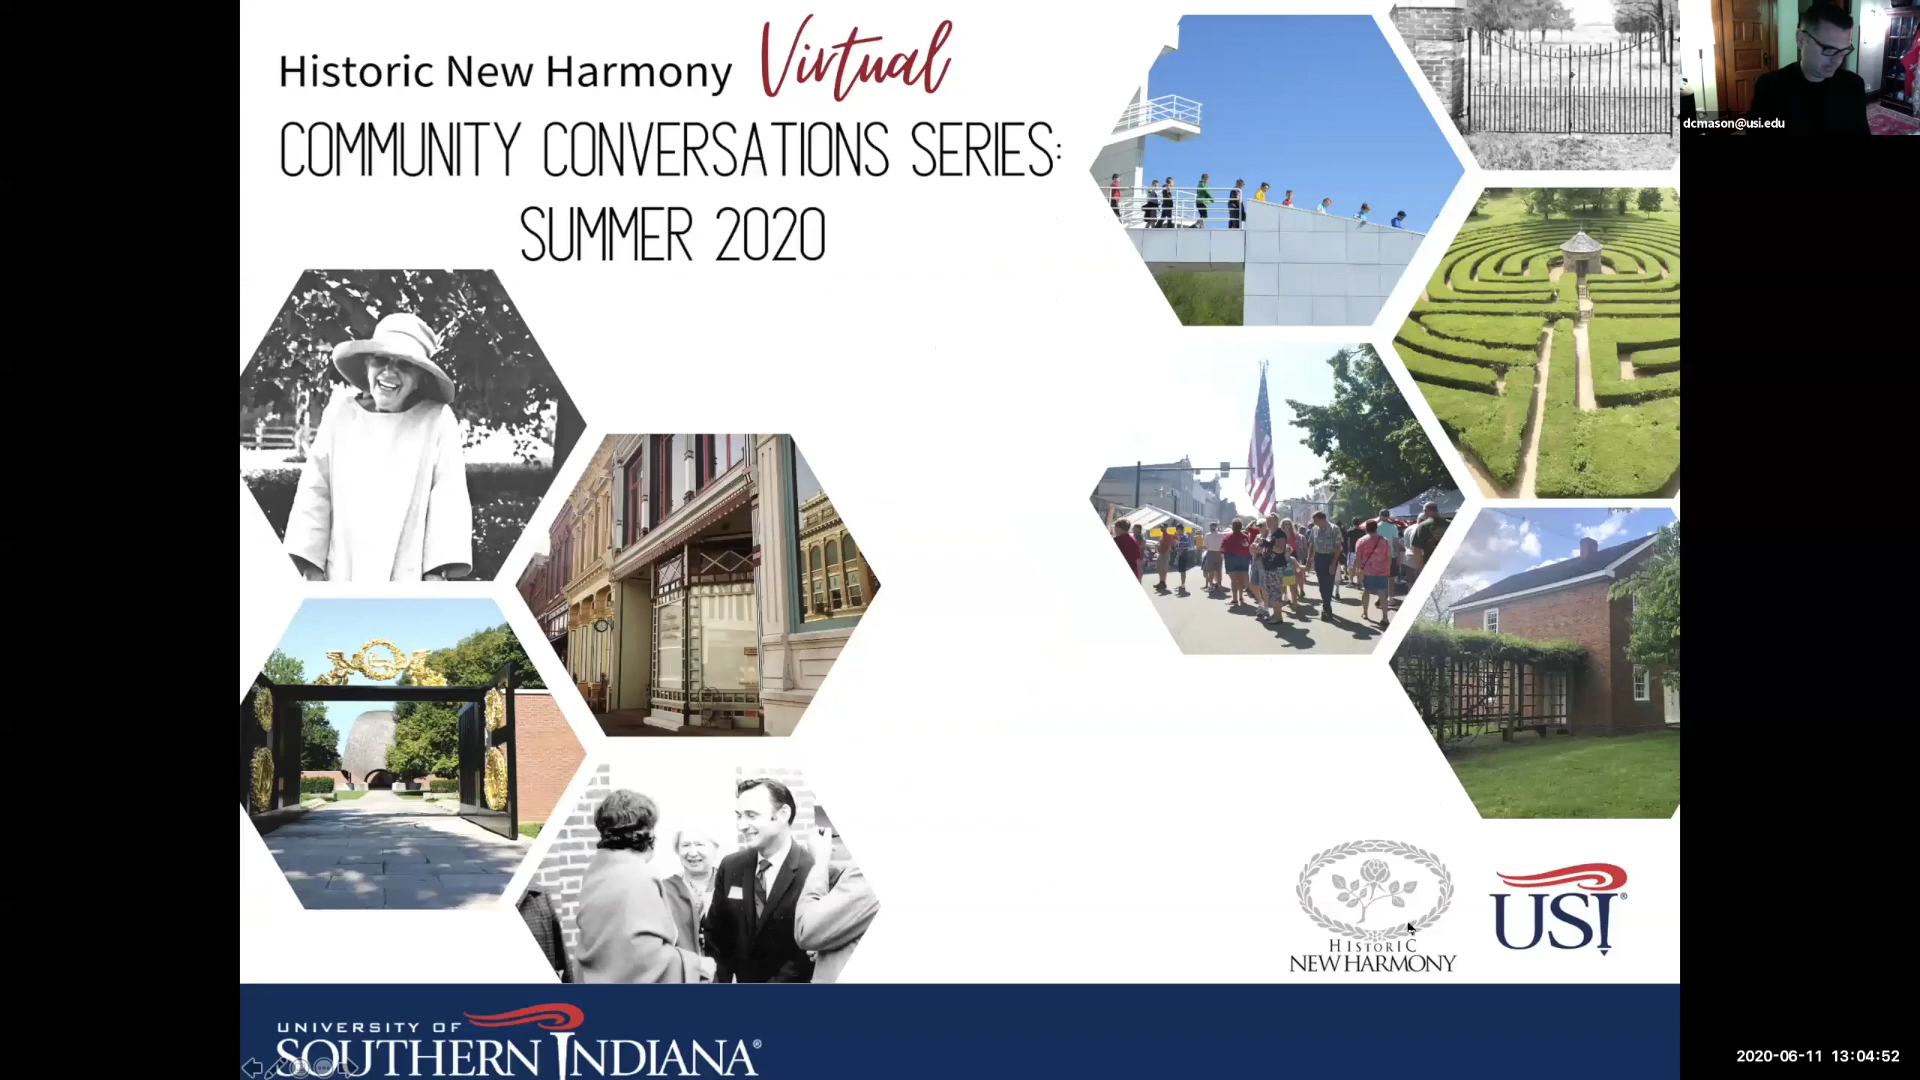 Historic New Harmony Virtual
COMMUNITY CONVERSATIONS SERIES:
SUMMER 2020
dcmason@usi.edu
HISTORIC
NEW HARMONY
USI®
UNIVERSITY OF
SOUTHERN INDIANA®
2020-06-11 13:04:52